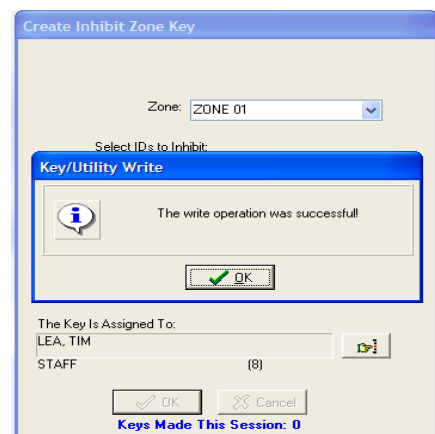 Create Inhibit Zone Key
Zone: ZONE 01
Select IDs to Inhibit:
Key/Utility Write
The write operation was successful!
OK
The Key Is Assigned To:
LEA, TIM
STAFF (8)
OK Cancel
Keys Made This Session: 0